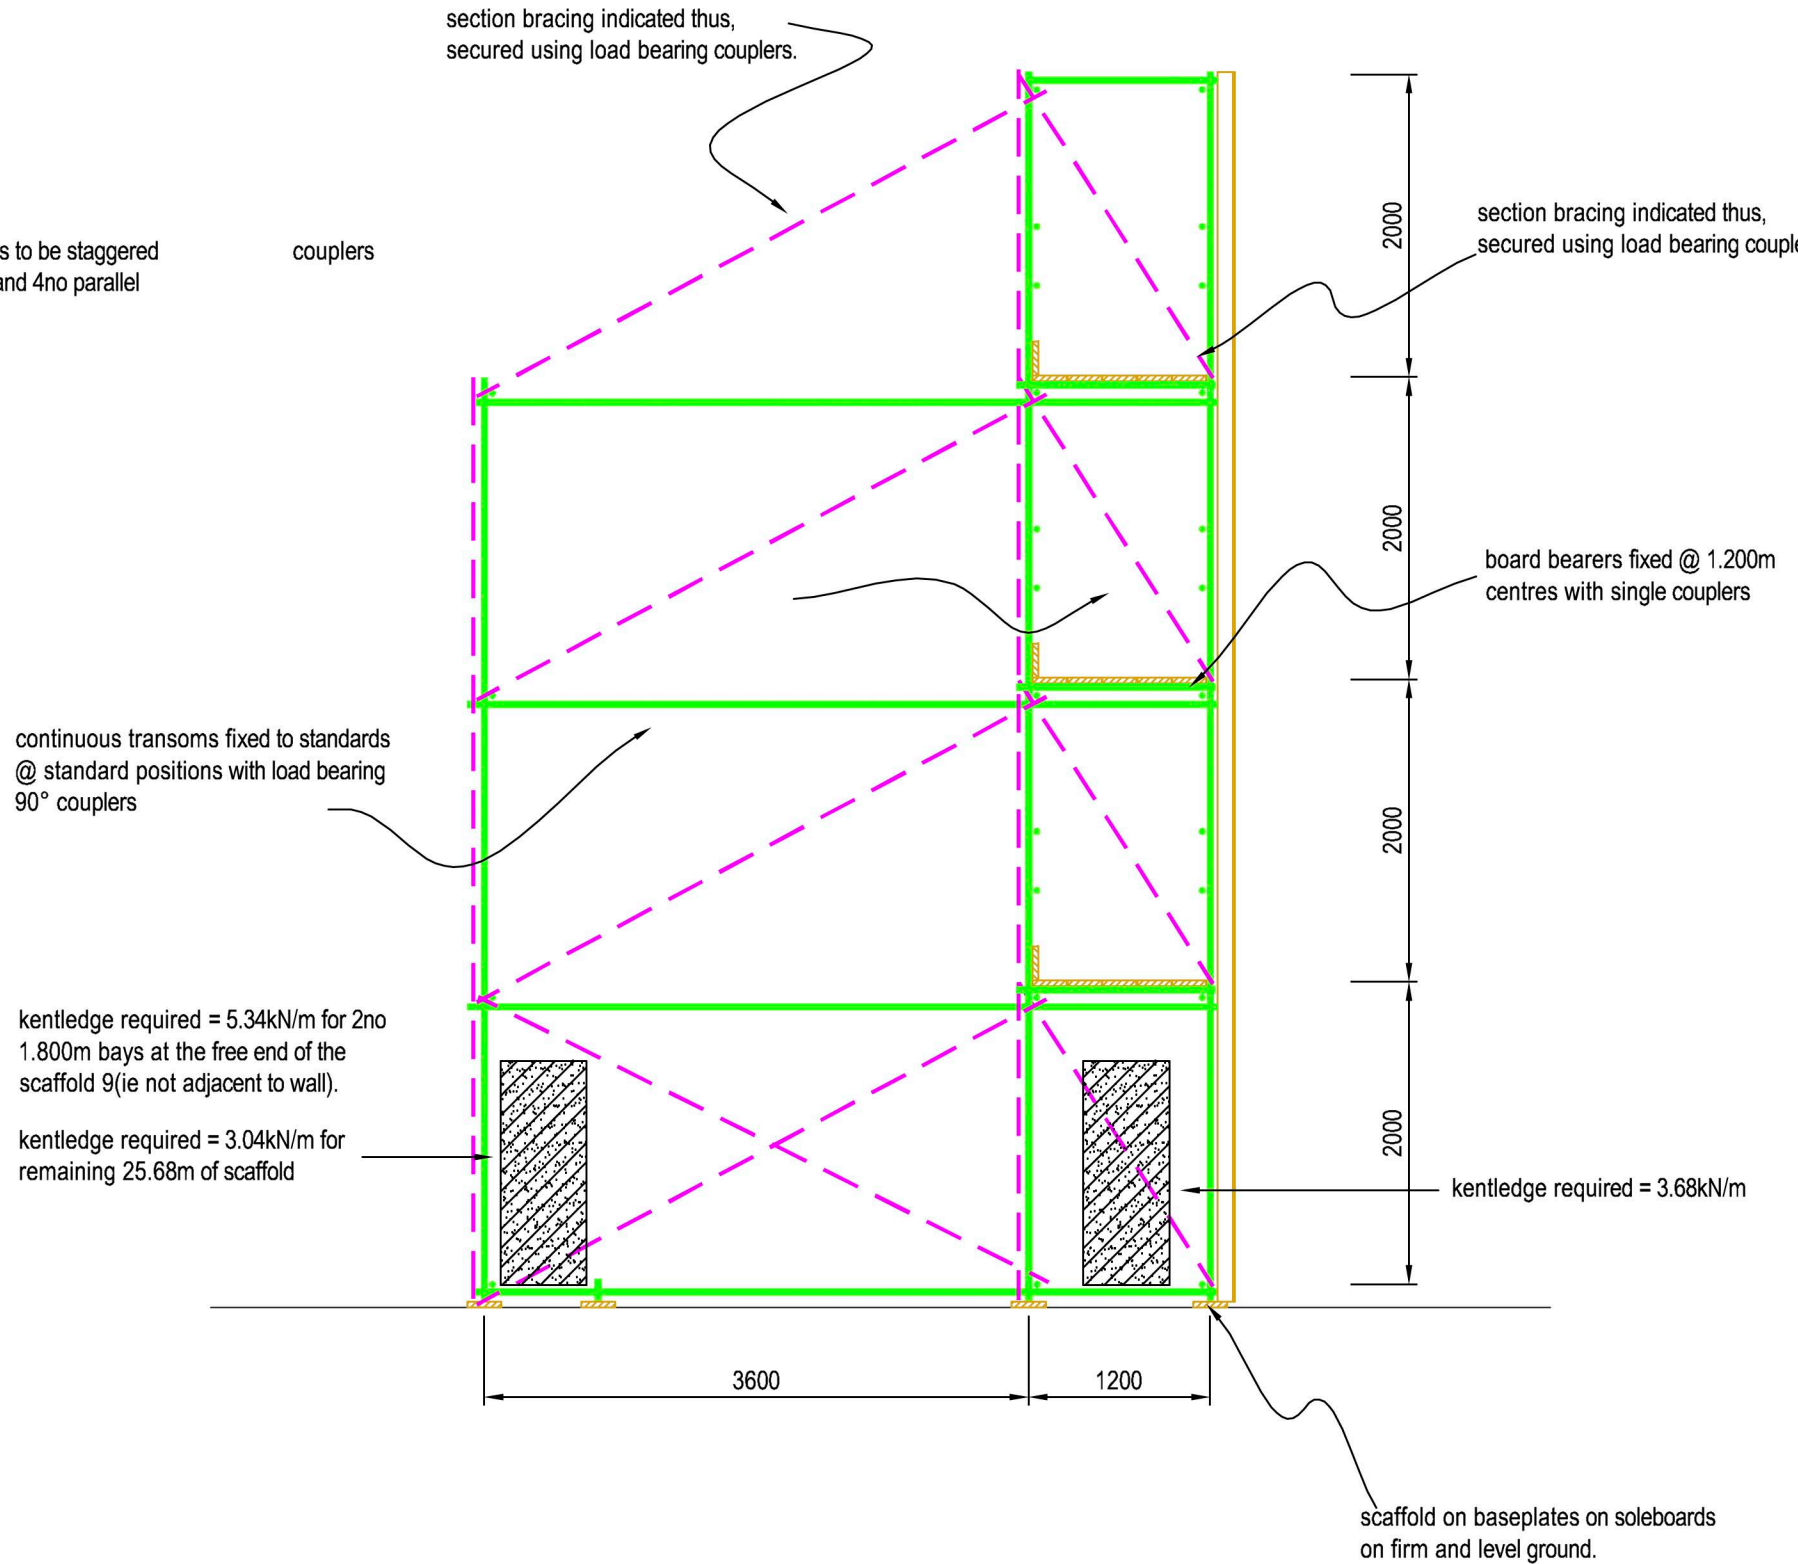 section bracing indicated thus,
secured using load bearing couplers.
s to be staggered
and 4no parallel
couplers
section bracing indicated thus,
secured using load bearing couple
2000
2000
board bearers fixed @ 1.200m
centres with single couplers
continuous transoms fixed to standards
@ standard positions with load bearing
90° couplers
2000
kentledge required = 5.34kN/m for 2no
1.800m bays at the free end of the
scaffold 9(ie not adjacent to wall).
kentledge required = 3.04kN/m for
remaining 25.68m of scaffold
2000
kentledge required = 3.68kN/m
3600
1200
scaffold on baseplates on soleboards
on firm and level ground.